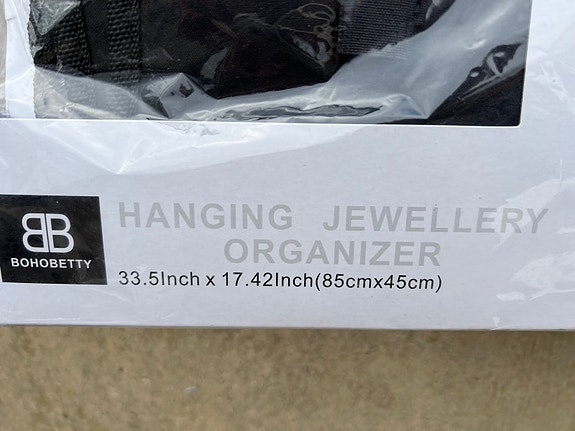 BB
BOHOBETTY
HANGING JEWELLERY
ORGANIZER
33.5Inch x 17.42Inch(85cmx45cm)